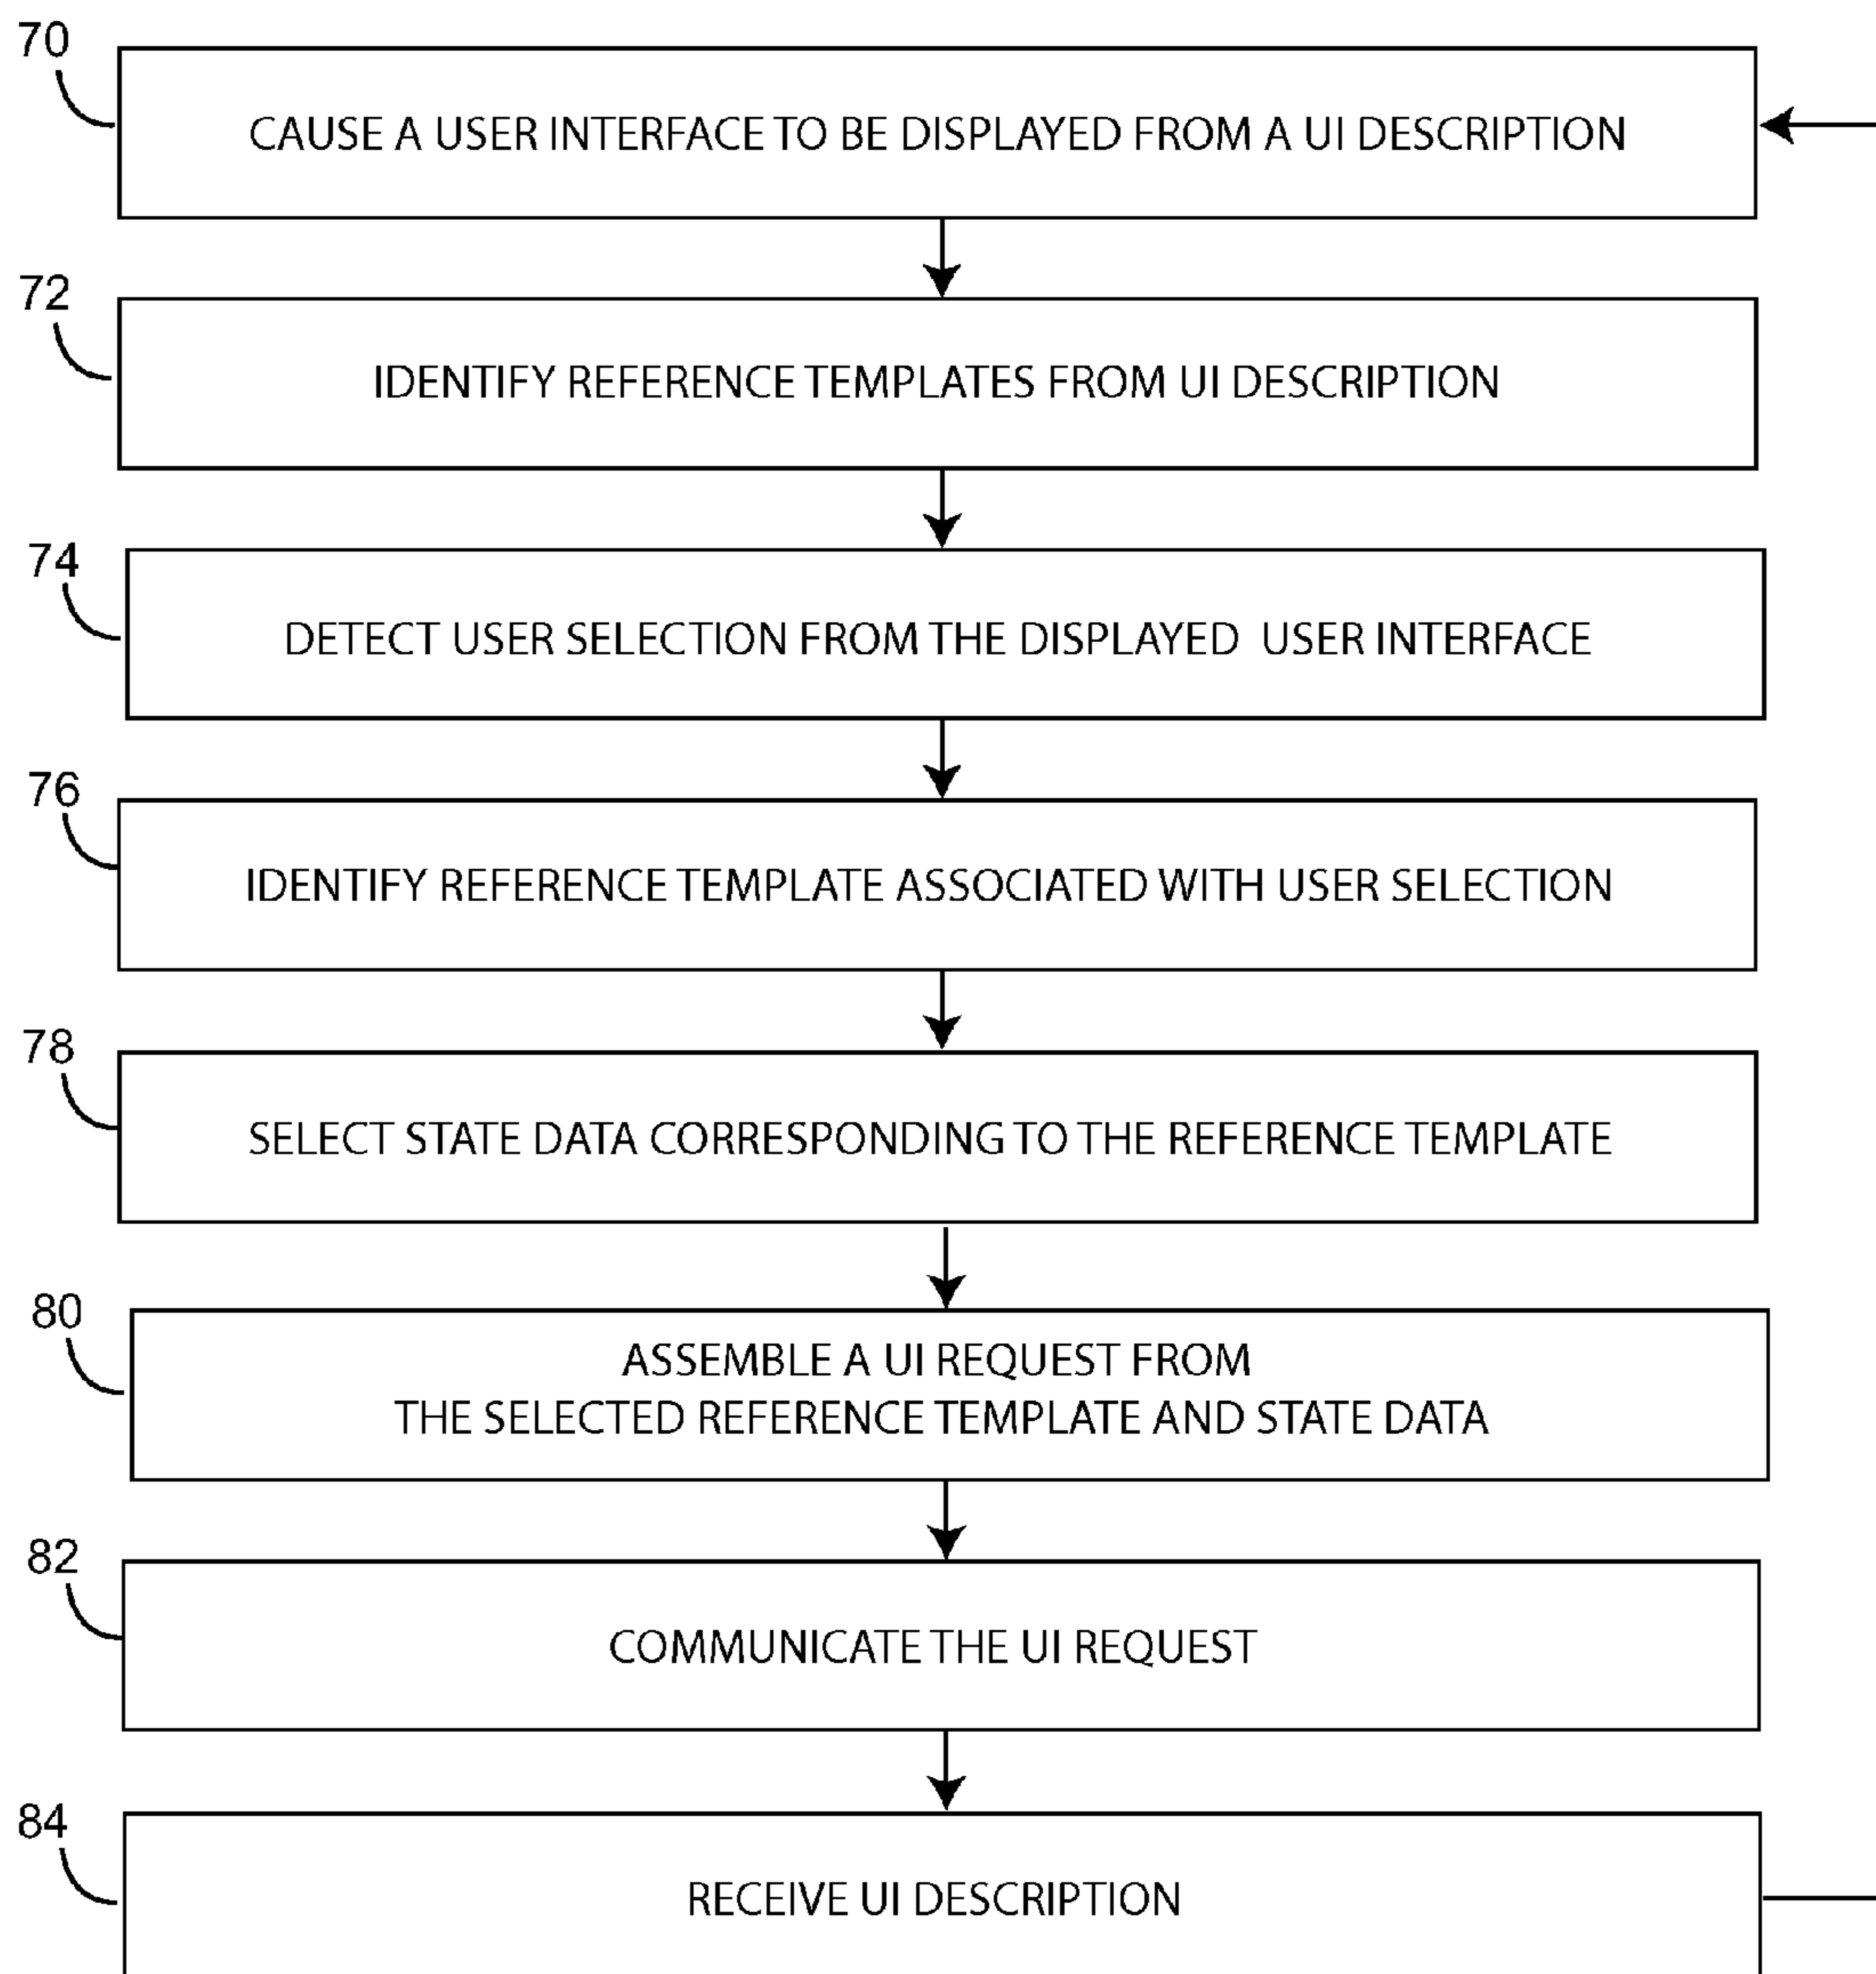 70
CAUSE A USER INTERFACE TO BE DISPLAYED FROM A UI DESCRIPTION
72
IDENTIFY REFERENCE TEMPLATES FROM UI DESCRIPTION
74
DETECT USER SELECTION FROM THE DISPLAYED USER INTERFACE
76
IDENTIFY REFERENCE TEMPLATE ASSOCIATED WITH USER SELECTION
78
SELECT STATE DATA CORRESPONDING TO THE REFERENCE TEMPLATE
80
ASSEMBLE A UI REQUEST FROM
THE SELECTED REFERENCE TEMPLATE AND STATE DATA
82
COMMUNICATE THE UI REQUEST
84
RECEIVE UI DESCRIPTION